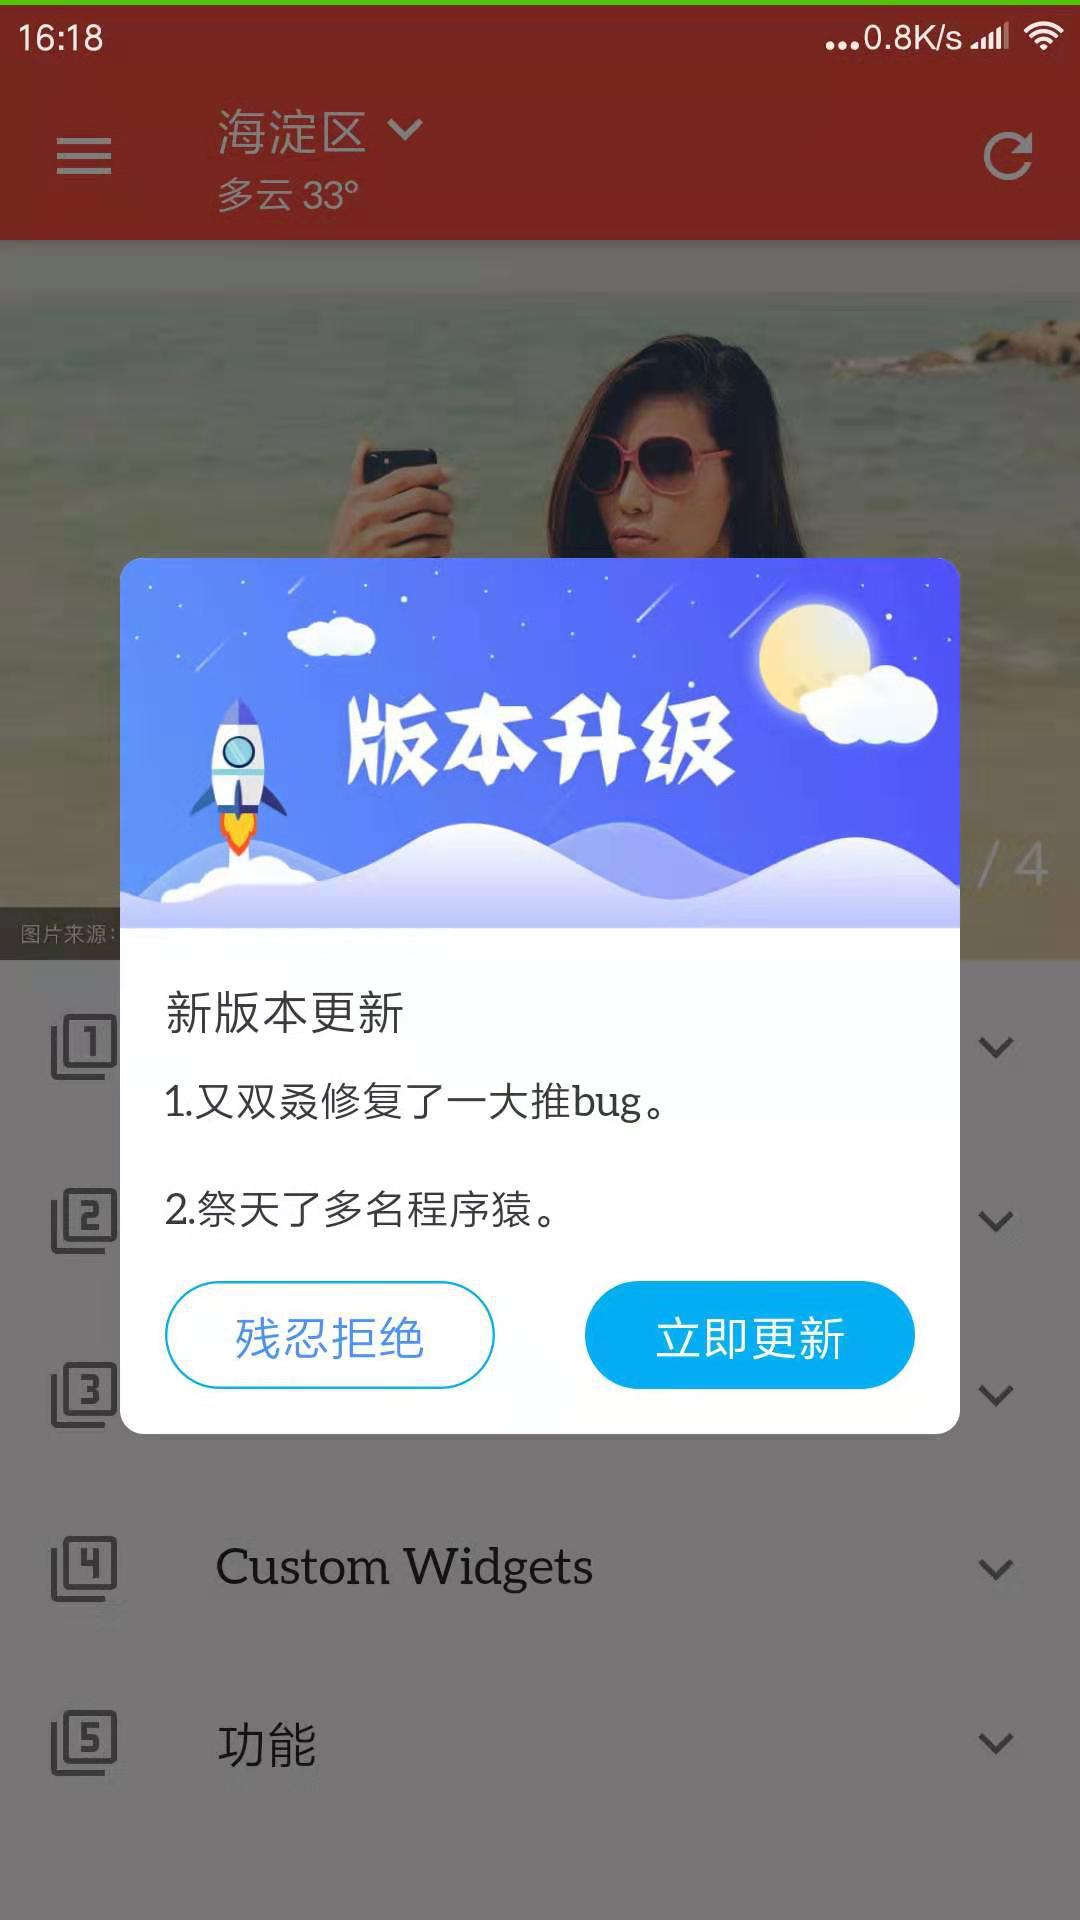 16:18
...0.8K/s
海淀区
多云 33°
版本升级
/ 4
图片来源:
新版本更新
1.又双叒修复了一大推bug。
2.祭天了多名程序猿。
残忍拒绝
立即更新
1
2
3
4
Custom Widgets
5
功能